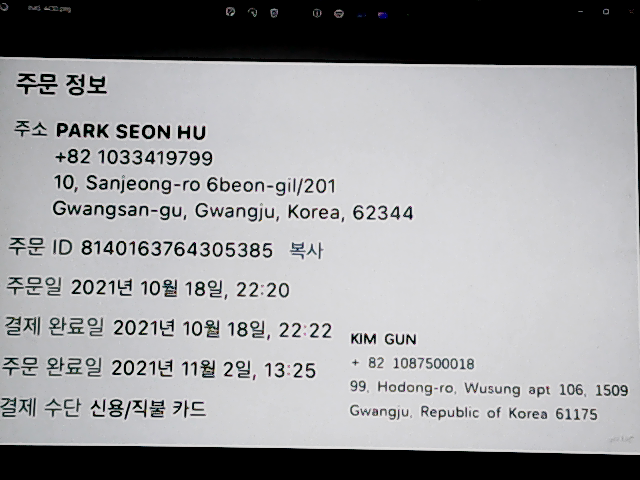 주문 정보
주소 PARK SEON HU
+82 1033419799
10, Sanjeong-ro 6beon-gil/201
Gwangsan-gu, Gwangju, Korea, 62344
주문 ID 8140163764305385 복사
주문일 2021년 10월 18일, 22:20
결제 완료일 2021년 10월 18일, 22:22
주문 완료일 2021년 11월 2일, 13:25
결제 수단 신용/직불 카드
KIM GUN
+ 82 1087500018
99, Hodong-ro, Wusung apt 106, 1509
Gwangju, Republic of Korea 61175